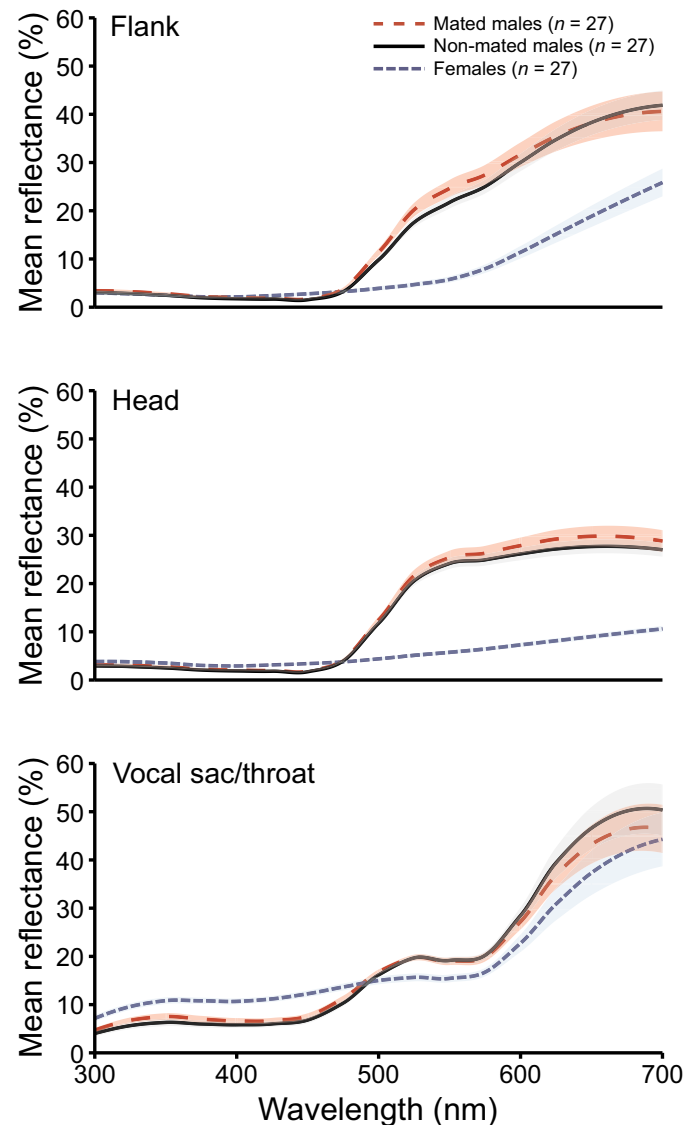 Flank
Mated males (n = 27)
Non-mated males (n = 27)
Females (n = 27)
Mean reflectance (%)
60
50
40
30
20
10
0
Head
Mean reflectance (%)
60
50
40
30
20
10
0
Vocal sac/throat
Mean reflectance (%)
60
50
40
30
20
10
0
300 400 500 600 700
Wavelength (nm)